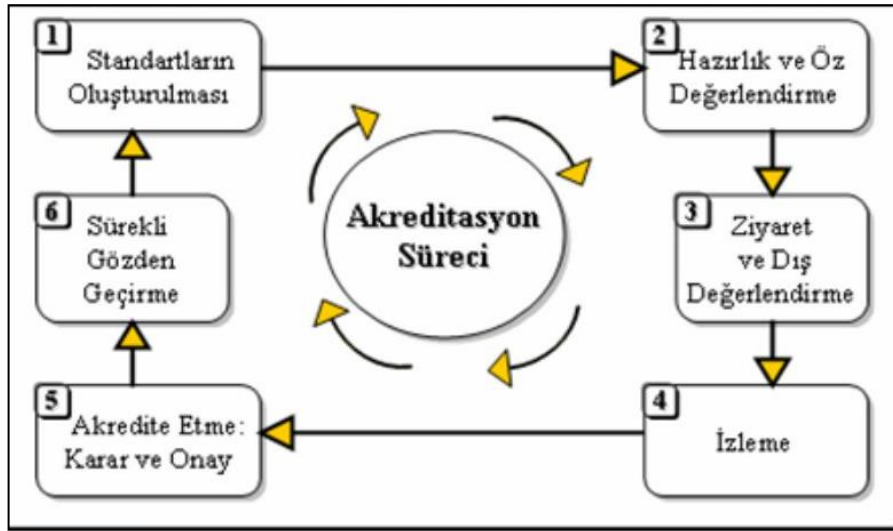 1
Standartların
Oluşturulması
2
Hazırlık ve Öz
Değerlendirme
3
Ziyaret
ve Dış
Değerlendirme
4
İzleme
5
Akredite Etme:
Karar ve Onay
6
Sürekli
Gözden
Geçirme
Akreditasyon
Süreci